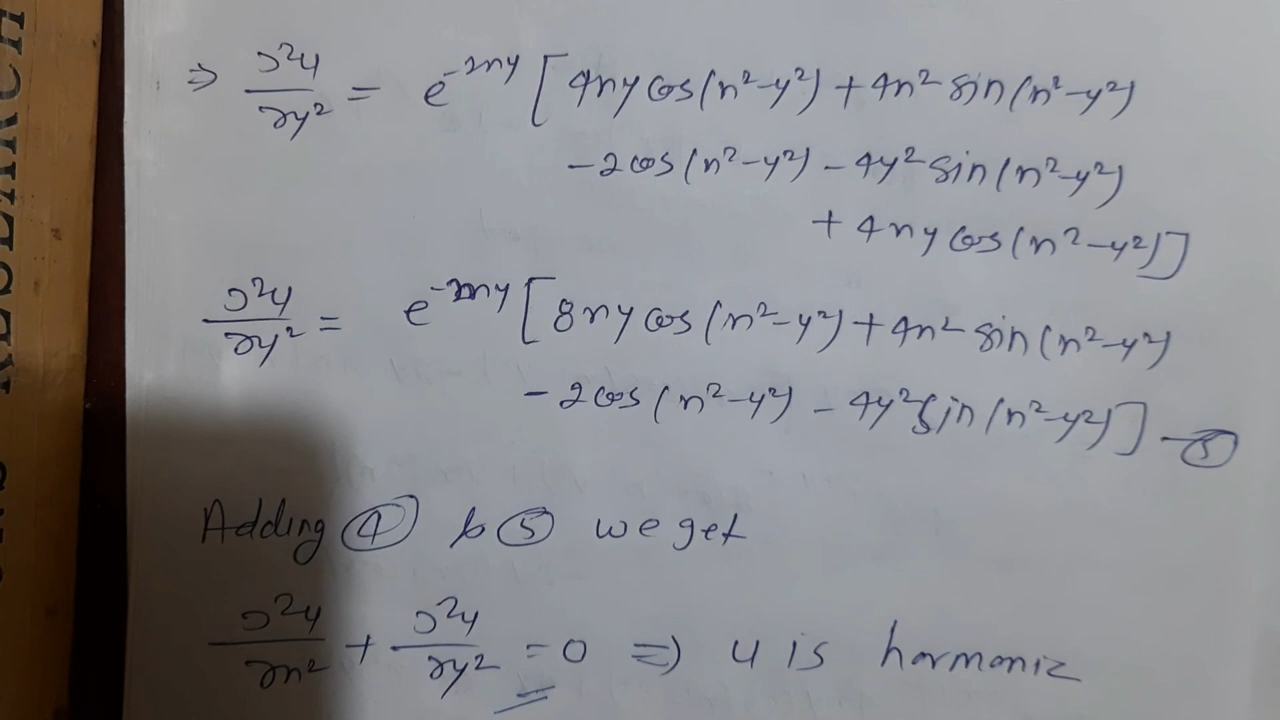 ⇒ ∂²u/∂y² = e^{-2xy} [4xy cos(x²-y²) + 4x² sin(x²-y²)
-2cos(x²-y²) - 4y² sin(x²-y²)
+ 4xy cos(x²-y²)]
∂²u/∂y² = e^{-2xy} [8xy cos(x²-y²) + 4x² sin(x²-y²)
-2cos(x²-y²) - 4y² sin(x²-y²)] -⑤
Adding ④ & ⑤ we get
∂²u/∂x² + ∂²u/∂y² = 0 ⇒ u is harmonic
RESEARCH